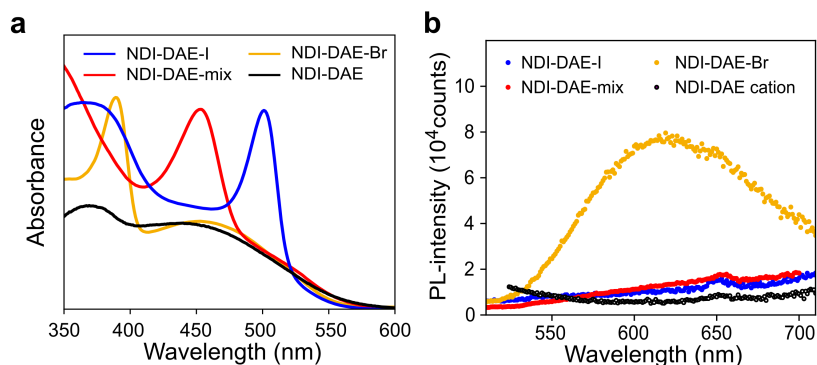 a
NDI-DAE-I
NDI-DAE-mix
NDI-DAE-Br
NDI-DAE
Absorbance
350 400 450 500 550 600
Wavelength (nm)
b
NDI-DAE-I
NDI-DAE-mix
NDI-DAE-Br
NDI-DAE cation
PL-intensity (10⁴counts)
10
8
6
4
2
0
550 600 650 700
Wavelength (nm)